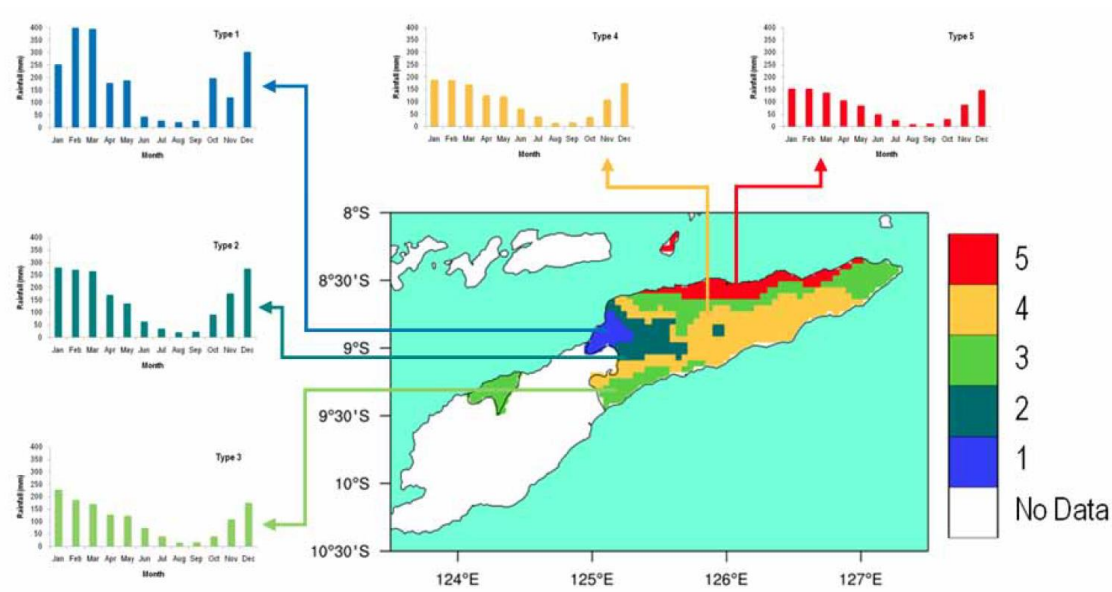 Type 1
400
350
300
250
200
150
100
50
0
Rainfall (mm)
Jan Feb Mar Apr May Jun Jul Aug Sep Oct Nov Dec
Month
Type 4
400
350
300
250
200
150
100
50
0
Rainfall (mm)
Jan Feb Mar Apr May Jun Jul Aug Sep Oct Nov Dec
Month
Type 5
400
350
300
250
200
150
100
50
0
Rainfall (mm)
Jan Feb Mar Apr May Jun Jul Aug Sep Oct Nov Dec
Month
Type 2
400
350
300
250
200
150
100
50
0
Rainfall (mm)
Jan Feb Mar Apr May Jun Jul Aug Sep Oct Nov Dec
Month
Type 3
400
350
300
250
200
150
100
50
0
Rainfall (mm)
Jan Feb Mar Apr May Jun Jul Aug Sep Oct Nov Dec
Month
8°S
8°30'S
9°S
9°30'S
10°S
10°30'S
124°E 125°E 126°E 127°E
5
4
3
2
1
No Data